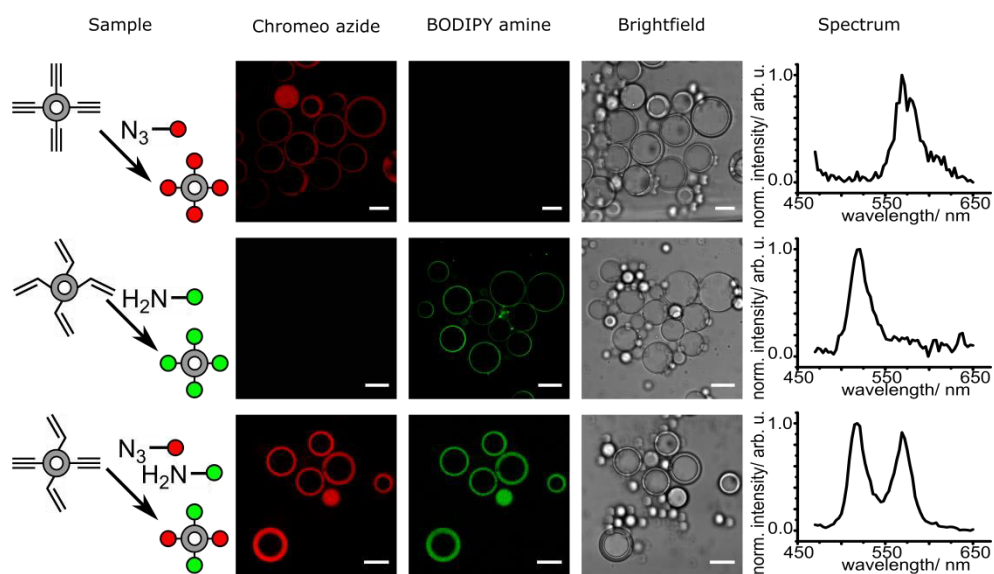 Sample Chromeo azide BODIPY amine Brightfield Spectrum
N3
norm. intensity/ arb. u.
1.0
0.0
450 550 650
wavelength/ nm
H2N
norm. intensity/ arb. u.
1.0
0.0
450 550 650
wavelength/ nm
N3
H2N
norm. intensity/ arb. u.
1.0
0.0
450 550 650
wavelength/ nm